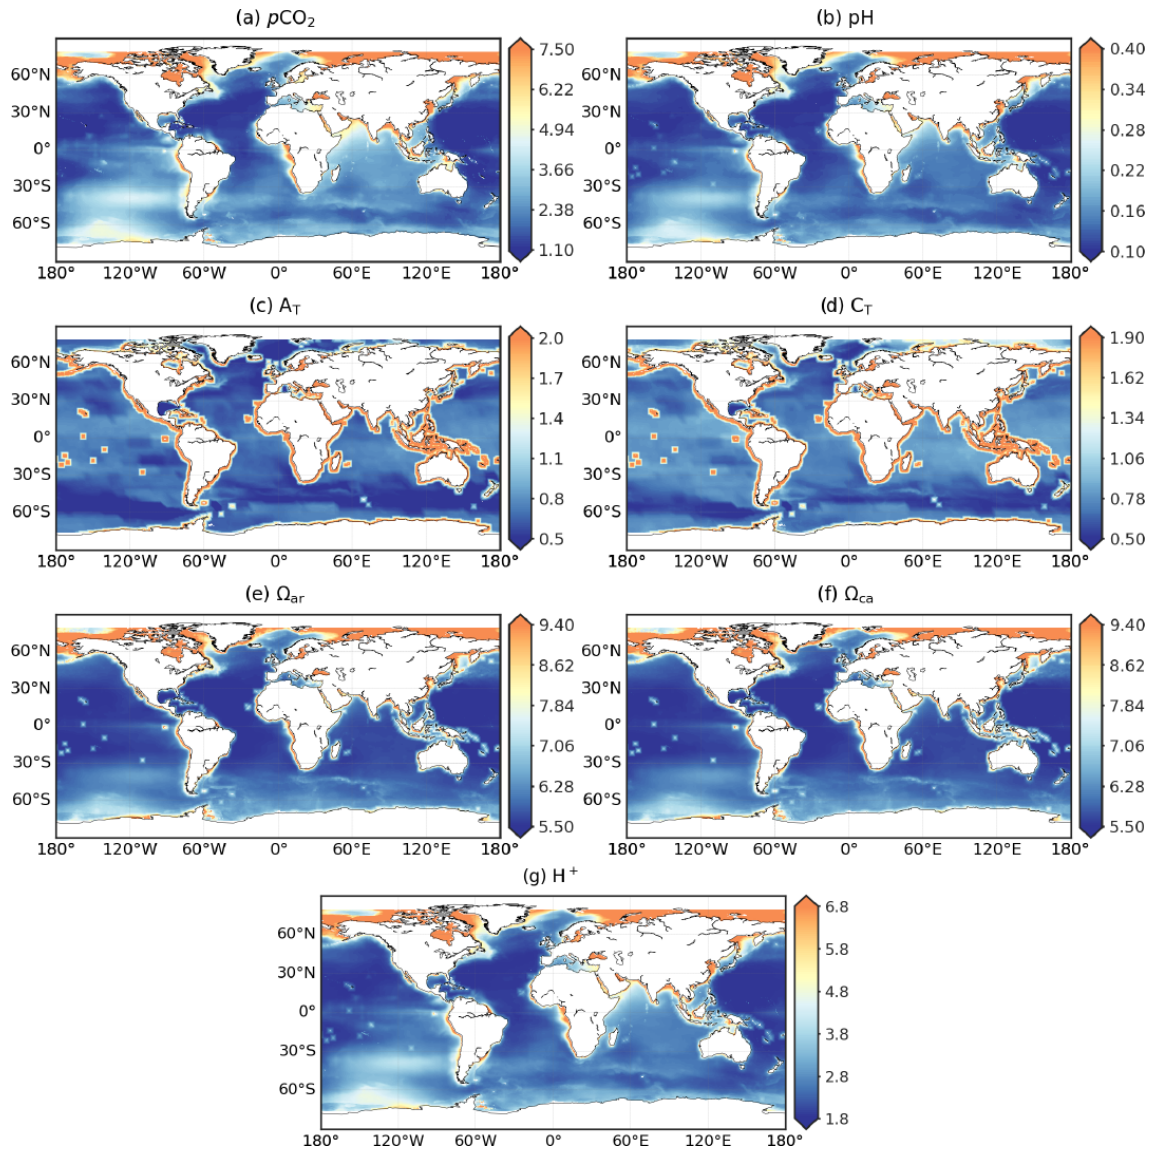 (a) pCO₂
(b) pH
60°N
30°N
0°
30°S
60°S
180° 120°W 60°W 0° 60°E 120°E 180°
7.50
6.22
4.94
3.66
2.38
1.10
60°N
30°N
0°
30°S
60°S
180° 120°W 60°W 0° 60°E 120°E 180°
0.40
0.34
0.28
0.22
0.16
0.10
(c) A_T
(d) C_T
60°N
30°N
0°
30°S
60°S
180° 120°W 60°W 0° 60°E 120°E 180°
2.0
1.7
1.4
1.1
0.8
0.5
60°N
30°N
0°
30°S
60°S
180° 120°W 60°W 0° 60°E 120°E 180°
1.90
1.62
1.34
1.06
0.78
0.50
(e) Ω_ar
(f) Ω_ca
60°N
30°N
0°
30°S
60°S
180° 120°W 60°W 0° 60°E 120°E 180°
9.40
8.62
7.84
7.06
6.28
5.50
60°N
30°N
0°
30°S
60°S
180° 120°W 60°W 0° 60°E 120°E 180°
9.40
8.62
7.84
7.06
6.28
5.50
(g) H⁺
60°N
30°N
0°
30°S
60°S
180° 120°W 60°W 0° 60°E 120°E 180°
6.8
5.8
4.8
3.8
2.8
1.8